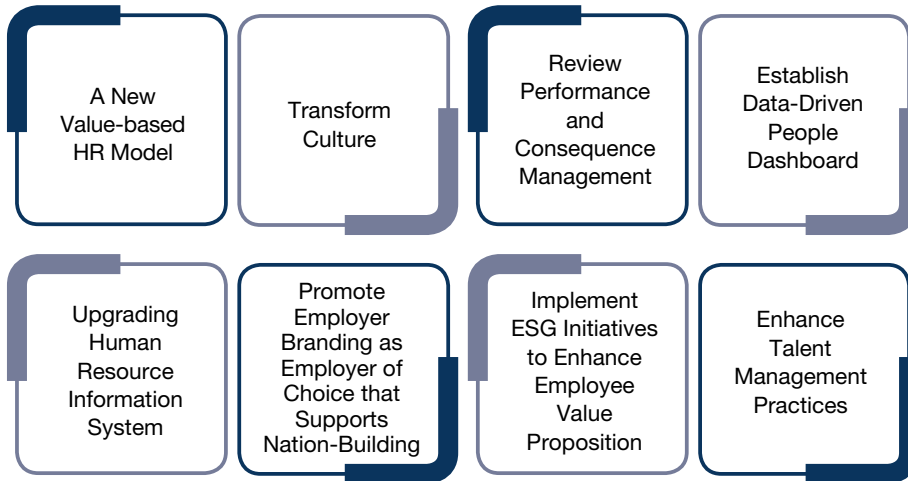 A New
Value-based
HR Model
Transform
Culture
Review
Performance
and
Consequence
Management
Establish
Data-Driven
People
Dashboard
Upgrading
Human
Resource
Information
System
Promote
Employer
Branding as
Employer of
Choice that
Supports
Nation-Building
Implement
ESG Initiatives
to Enhance
Employee
Value
Proposition
Enhance
Talent
Management
Practices